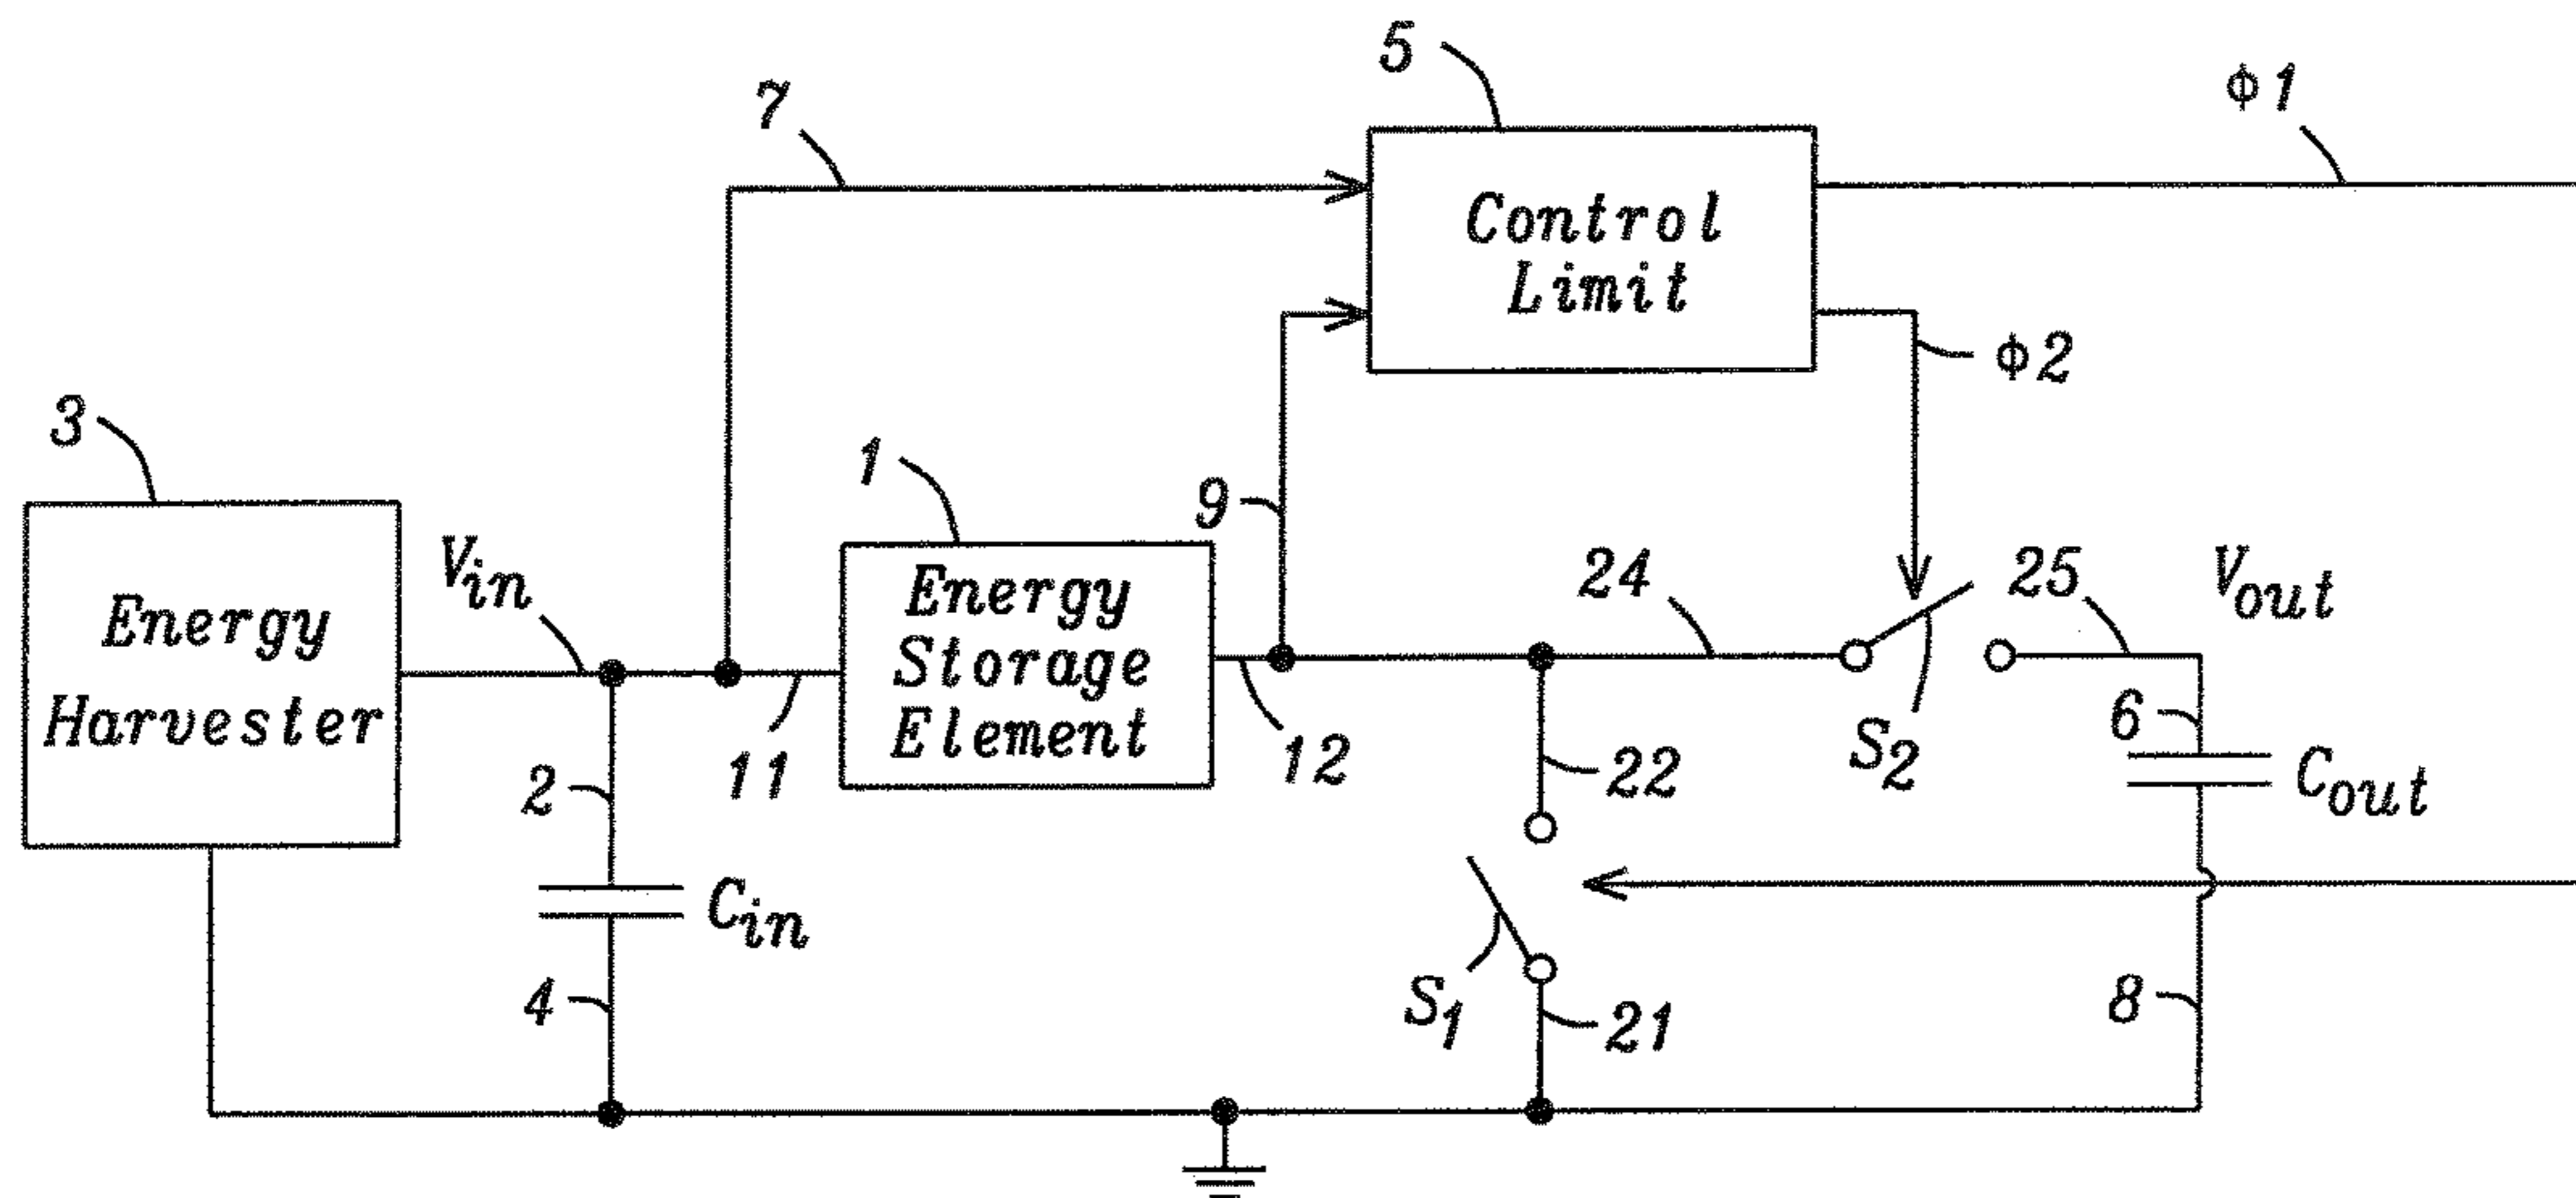 5
ϕ1
7
Control
Limit
ϕ2
3
1
9
Vin
Energy
Storage
Element
24
25
Vout
Energy
Harvester
11
12
22
S2
6
Cout
2
Cin
4
S1
21
8